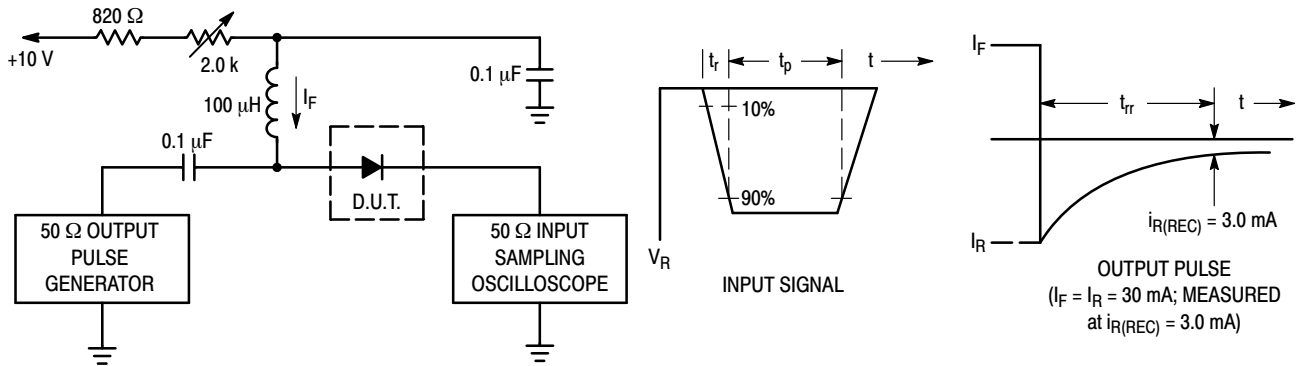 820 Ω
+10 V
2.0 k
100 μH
I_F
0.1 μF
0.1 μF
D.U.T.
50 Ω OUTPUT
PULSE
GENERATOR
50 Ω INPUT
SAMPLING
OSCILLOSCOPE
t_r
t_p
t
10%
90%
V_R
INPUT SIGNAL
I_F
t_rr
t
I_R
i_R(REC) = 3.0 mA
OUTPUT PULSE
(I_F = I_R = 30 mA; MEASURED
at i_R(REC) = 3.0 mA)